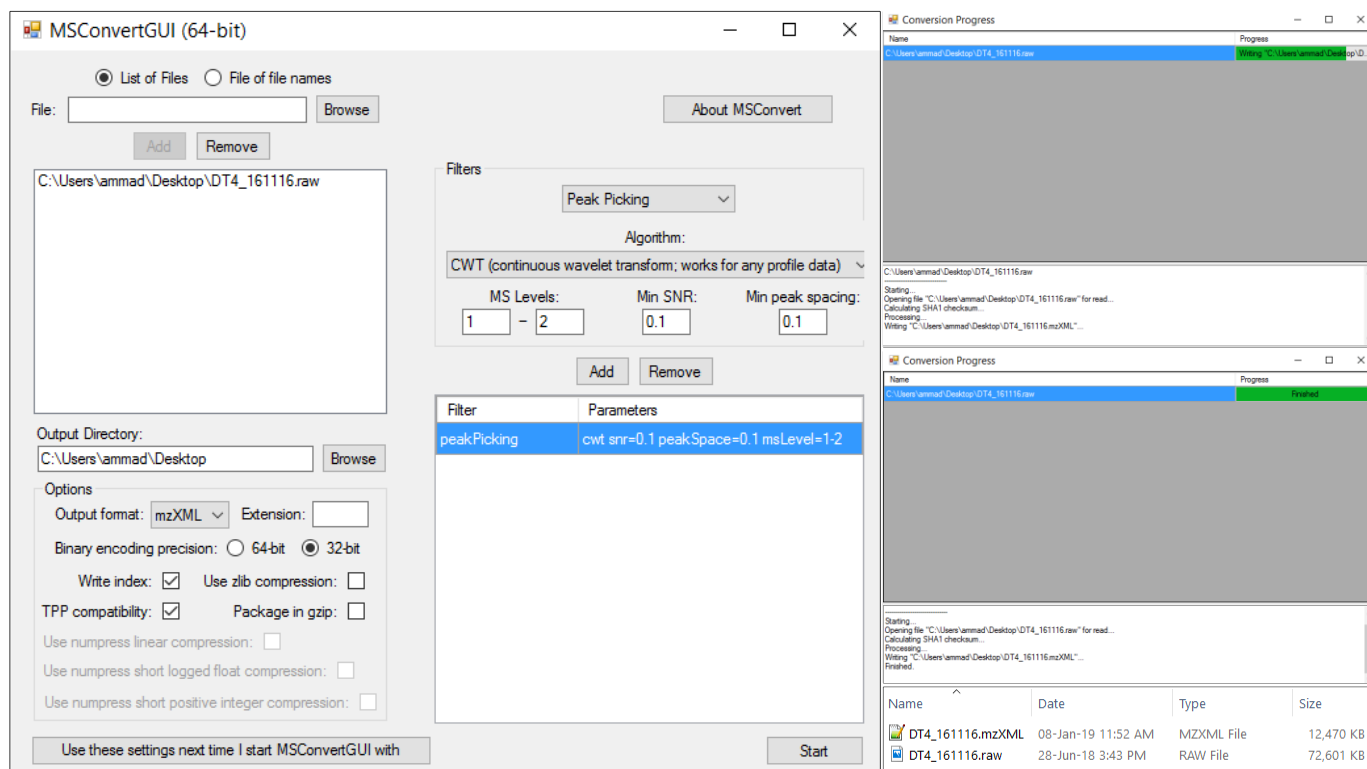 MSConvertGUI (64-bit)
List of Files File of file names
File: Browse
About MSConvert
Add Remove
C:\Users\ammad\Desktop\DT4_161116.raw
Filters
Peak Picking
Algorithm:
CWT (continuous wavelet transform; works for any profile data)
MS Levels: Min SNR: Min peak spacing:
1 – 2 0.1 0.1
Add Remove
Filter Parameters
peakPicking cwt snr=0.1 peakSpace=0.1 msLevel=1-2
Output Directory:
C:\Users\ammad\Desktop Browse
Options
Output format: mzXML Extension:
Binary encoding precision: 64-bit 32-bit
Write index: Use zlib compression:
TPP compatibility: Package in gzip:
Use numpress linear compression:
Use numpress short logged float compression:
Use numpress short positive integer compression:
Use these settings next time I start MSConvertGUI with
Start
Conversion Progress
Name Progress
C:\Users\ammad\Desktop\DT4_161116.raw Writing "C:\Users\ammad\Desktop\D...
C:\Users\ammad\Desktop\DT4_161116.raw
Starting...
Opening file "C:\Users\ammad\Desktop\DT4_161116.raw" for read...
Calculating SHA1 checksum...
Processing...
Writing "C:\Users\ammad\Desktop\DT4_161116.mzXML"...
Conversion Progress
Name Progress
C:\Users\ammad\Desktop\DT4_161116.raw Finished
Starting...
Opening file "C:\Users\ammad\Desktop\DT4_161116.raw" for read...
Calculating SHA1 checksum...
Processing...
Writing "C:\Users\ammad\Desktop\DT4_161116.mzXML"...
Finished.
Name Date Type Size
DT4_161116.mzXML 08-Jan-19 11:52 AM MZXML File 12,470 KB
DT4_161116.raw 28-Jun-18 3:43 PM RAW File 72,601 KB